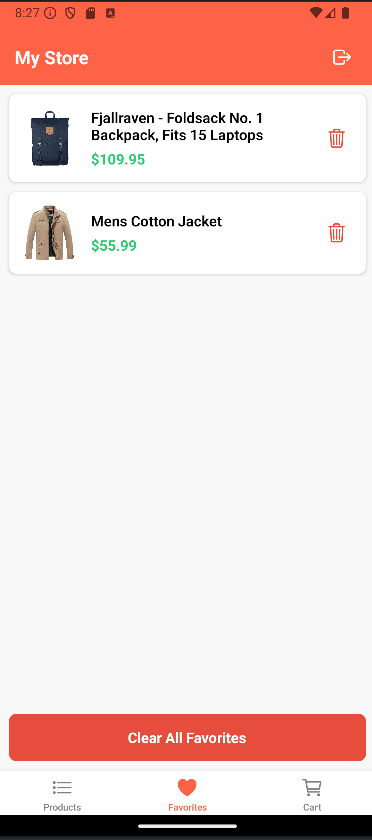 8:27
My Store
Fjallraven - Foldsack No. 1
Backpack, Fits 15 Laptops
$109.95
Mens Cotton Jacket
$55.99
Clear All Favorites
Products
Favorites
Cart